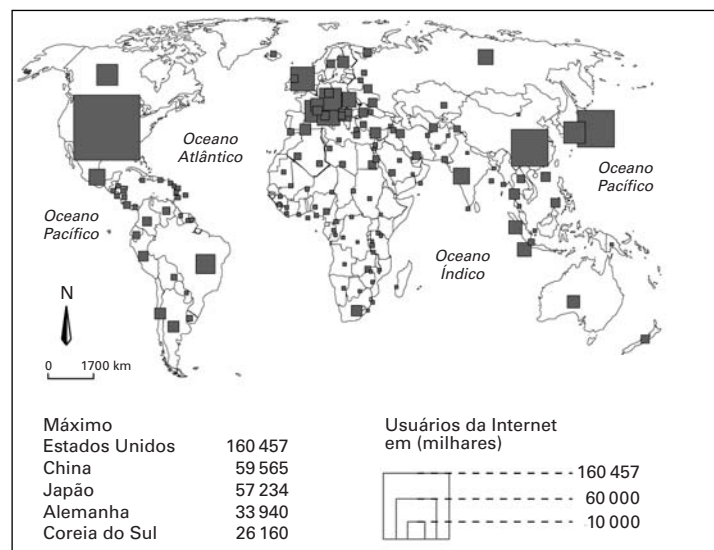 Oceano
Atlântico
Oceano
Pacífico
Oceano
Pacífico
Oceano
Índico
N
0 1700 km
Máximo
Estados Unidos 160 457
China 59 565
Japão 57 234
Alemanha 33 940
Coreia do Sul 26 160
Usuários da Internet
em (milhares)
160 457
60 000
10 000